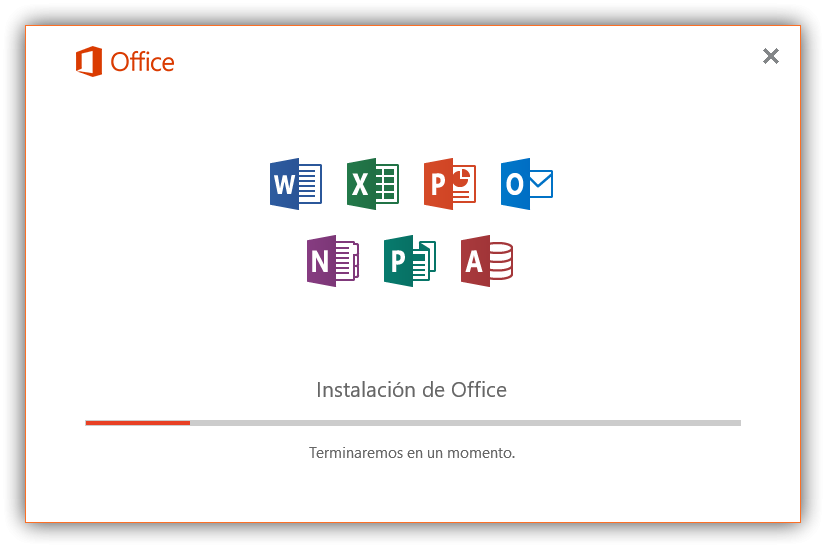 Office
W X P O
N P A
Instalación de Office
Terminaremos en un momento.